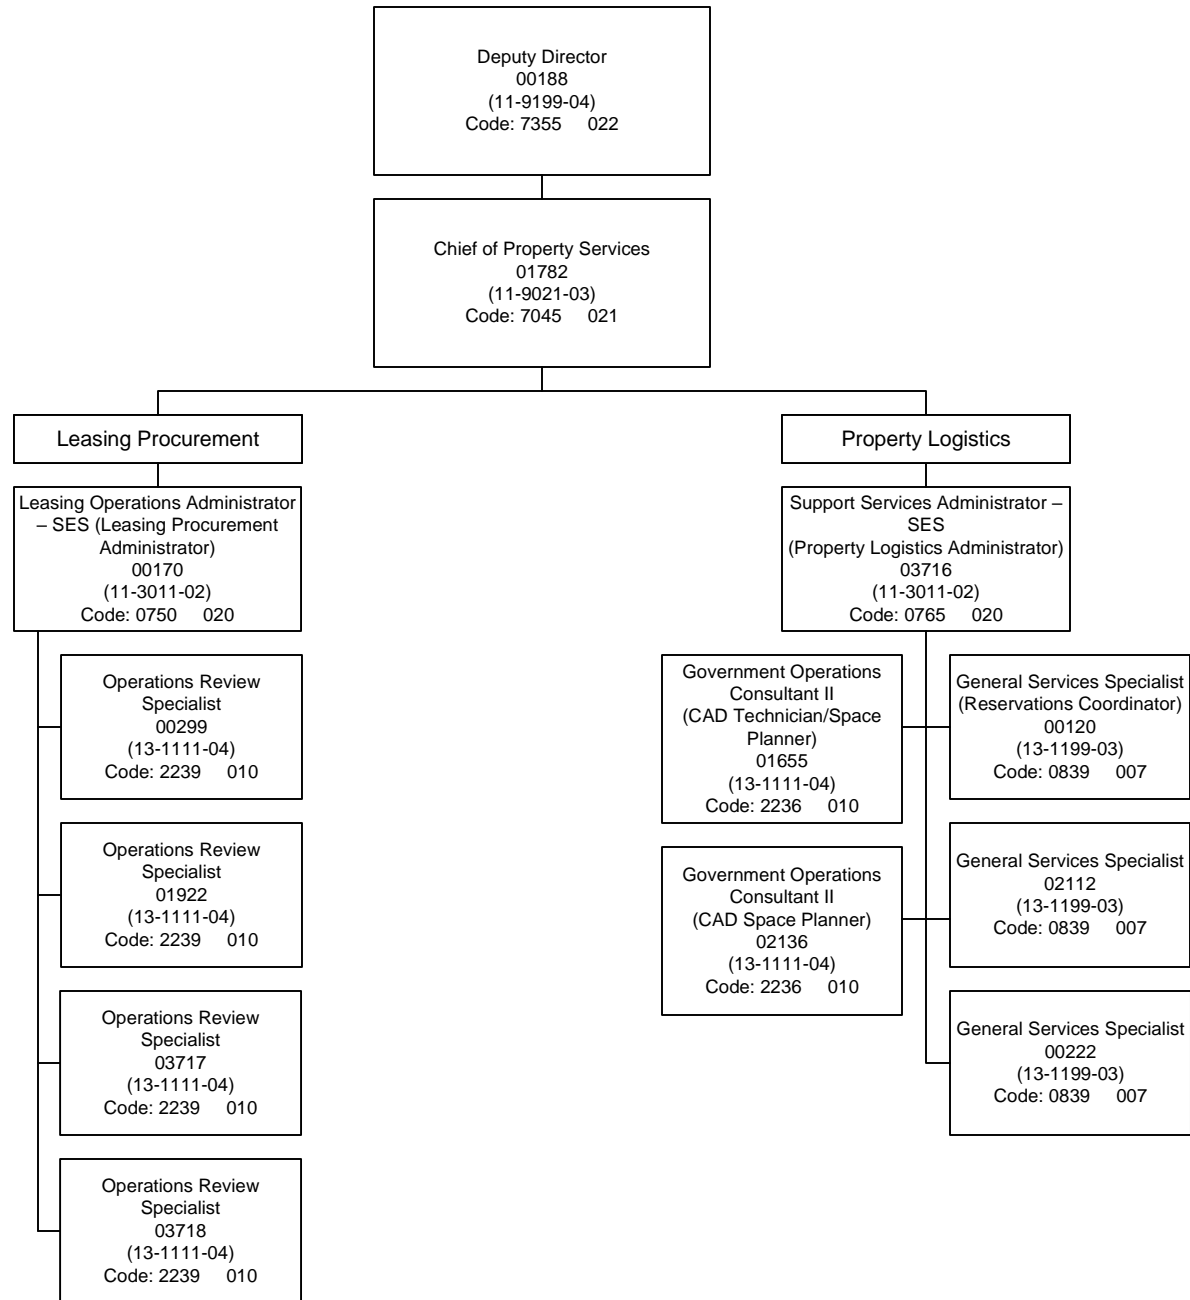 Deputy Director
00188
(11-9199-04)
Code: 7355 022
Chief of Property Services
01782
(11-9021-03)
Code: 7045 021
Leasing Procurement
Leasing Operations Administrator
– SES (Leasing Procurement
Administrator)
00170
(11-3011-02)
Code: 0750 020
Operations Review
Specialist
00299
(13-1111-04)
Code: 2239 010
Operations Review
Specialist
01922
(13-1111-04)
Code: 2239 010
Operations Review
Specialist
03717
(13-1111-04)
Code: 2239 010
Operations Review
Specialist
03718
(13-1111-04)
Code: 2239 010
Property Logistics
Support Services Administrator –
SES
(Property Logistics Administrator)
03716
(11-3011-02)
Code: 0765 020
Government Operations
Consultant II
(CAD Technician/Space
Planner)
01655
(13-1111-04)
Code: 2236 010
Government Operations
Consultant II
(CAD Space Planner)
02136
(13-1111-04)
Code: 2236 010
General Services Specialist
(Reservations Coordinator)
00120
(13-1199-03)
Code: 0839 007
General Services Specialist
02112
(13-1199-03)
Code: 0839 007
General Services Specialist
00222
(13-1199-03)
Code: 0839 007